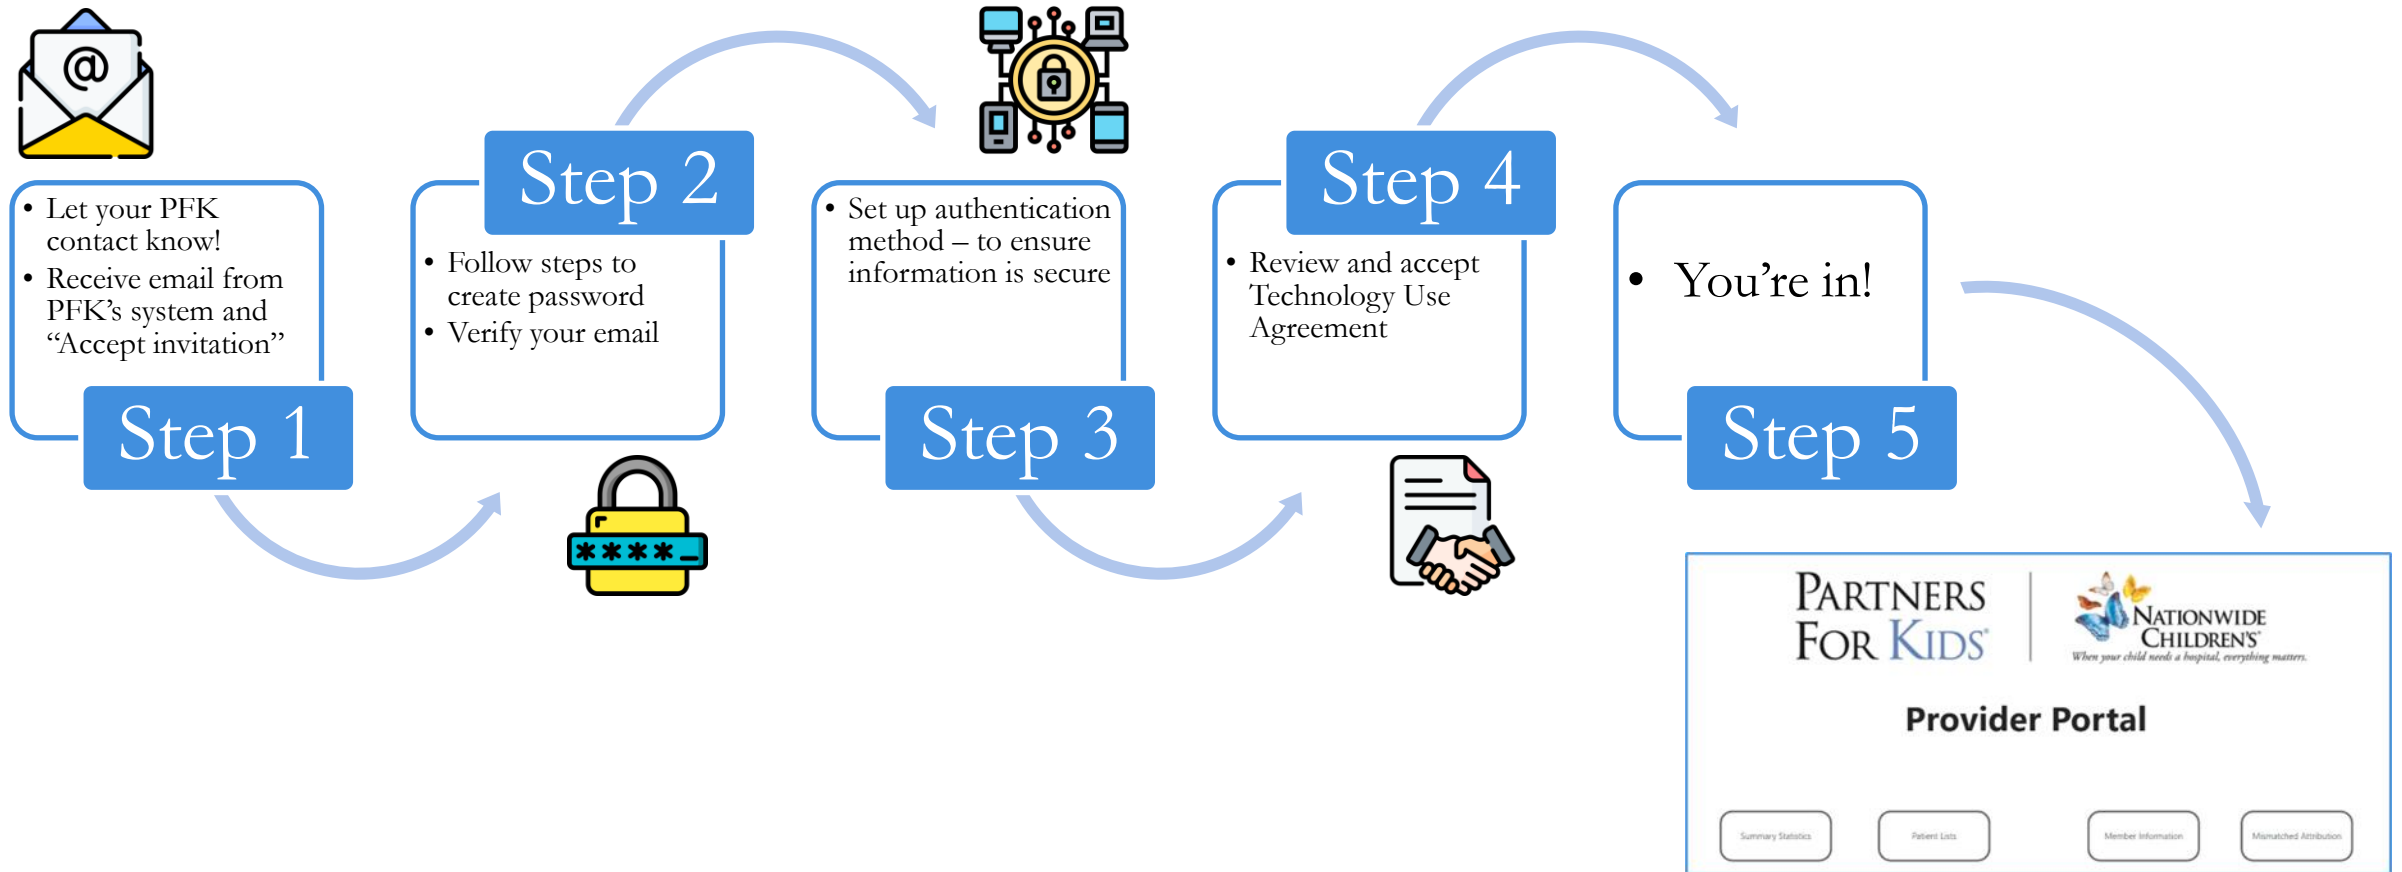 @
Step 1
• Let your PFK
contact know!
• Receive email from
PFK’s system and
“Accept invitation”
Step 2
• Follow steps to
create password
• Verify your email
****_
Step 3
• Set up authentication
method – to ensure
information is secure
Step 4
• Review and accept
Technology Use
Agreement
Step 5
• You’re in!
PARTNERS
FOR KIDS®
NATIONWIDE
CHILDREN'S®
When your child needs a hospital, everything matters.
Provider Portal
Summary Statistics
Patient Lists
Member Information
Mismatched Attribution